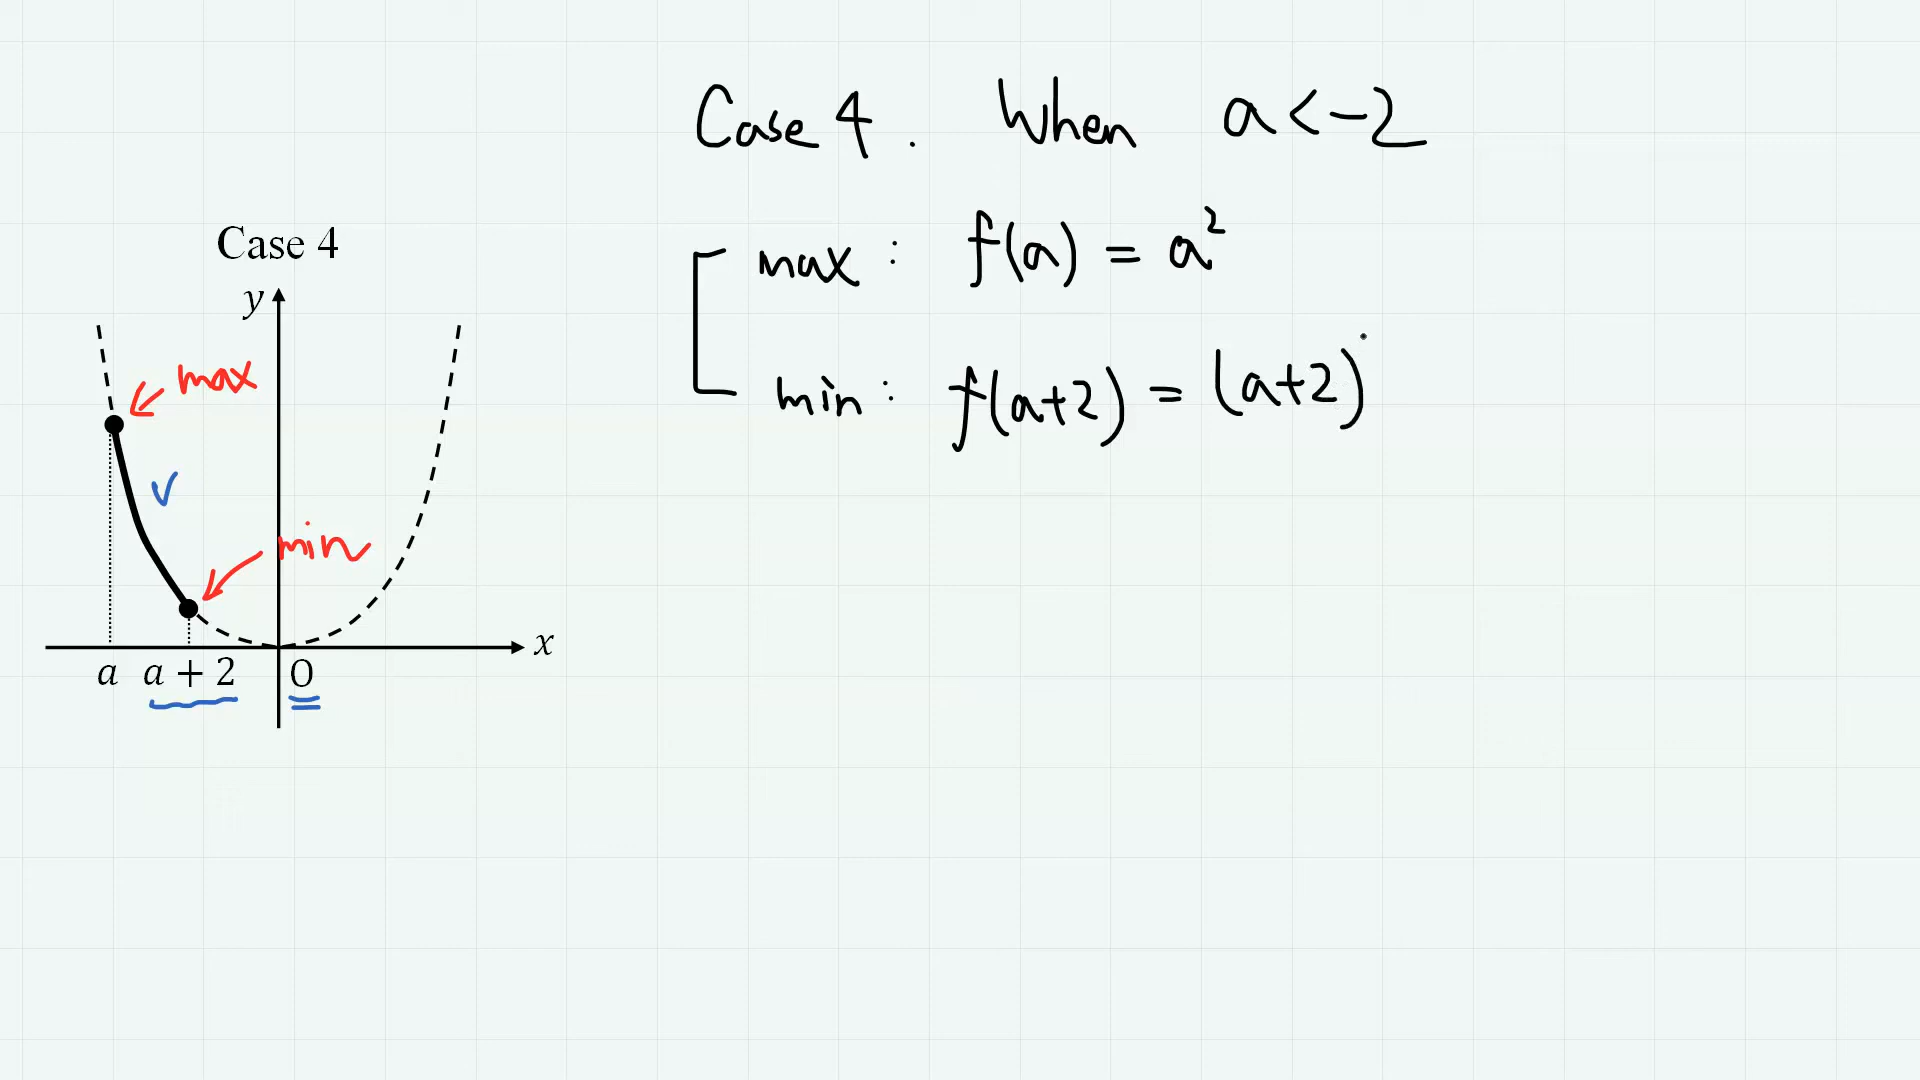 Case 4. When a<-2
max: f(a) = a²
min: f(a+2) = (a+2)
Case 4
y
max
min
x
a a + 2 0